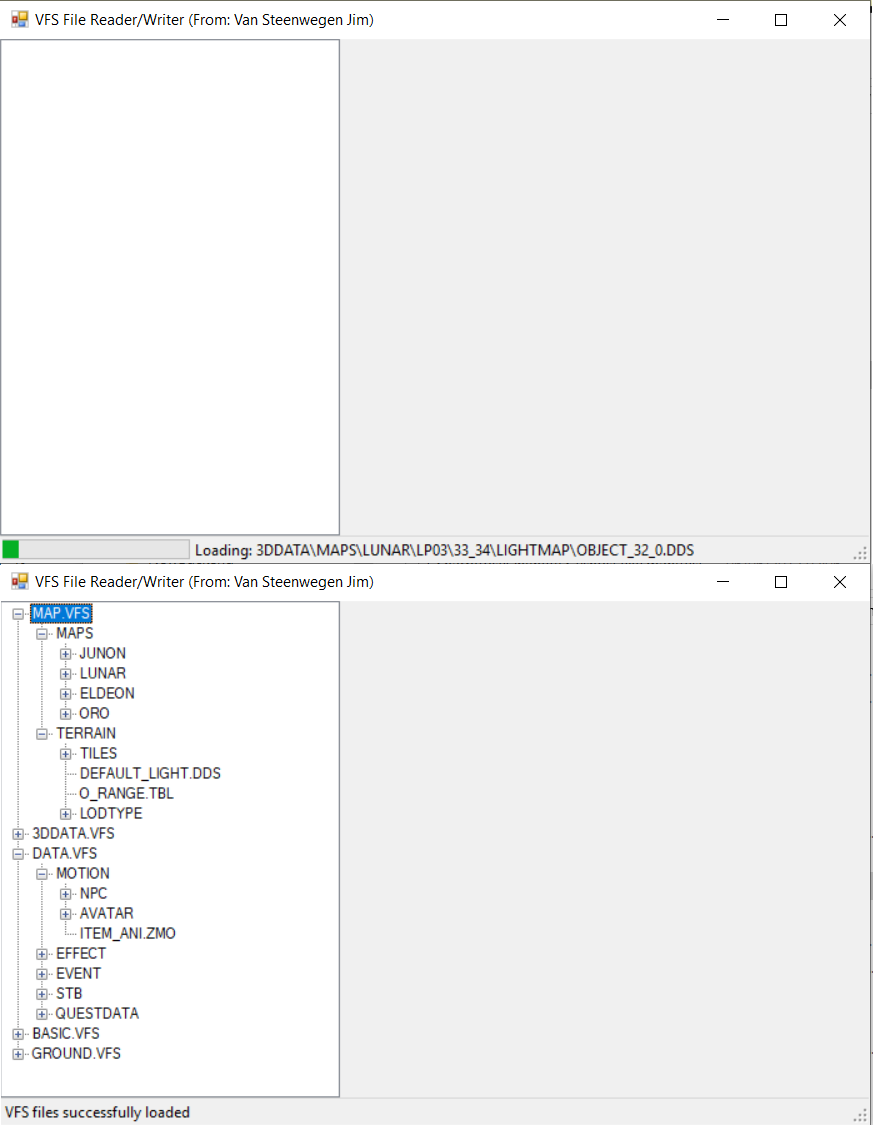 VFS File Reader/Writer (From: Van Steenwegen Jim)
Loading: 3DDATA\MAPS\LUNAR\LP03\33_34\LIGHTMAP\OBJECT_32_0.DDS
VFS File Reader/Writer (From: Van Steenwegen Jim)
MAP.VFS
MAPS
JUNON
LUNAR
ELDEON
ORO
TERRAIN
TILES
DEFAULT_LIGHT.DDS
O_RANGE.TBL
LODTYPE
3DDATA.VFS
DATA.VFS
MOTION
NPC
AVATAR
ITEM_ANI.ZMO
EFFECT
EVENT
STB
QUESTDATA
BASIC.VFS
GROUND.VFS
VFS files successfully loaded